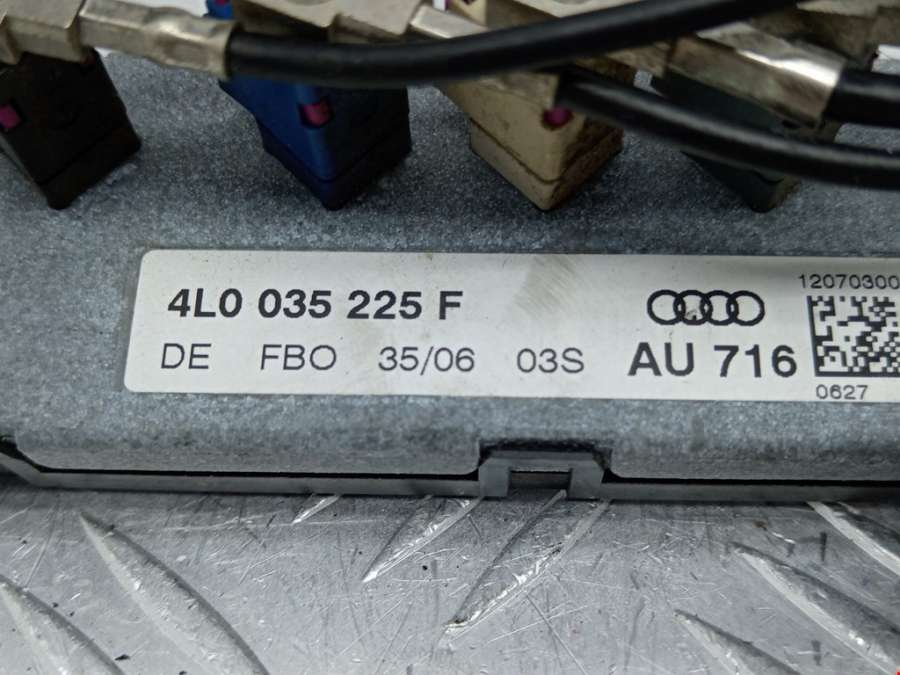 4L0 035 225 F
DE FBO 35/06 03S
AU 716
12070300
0627